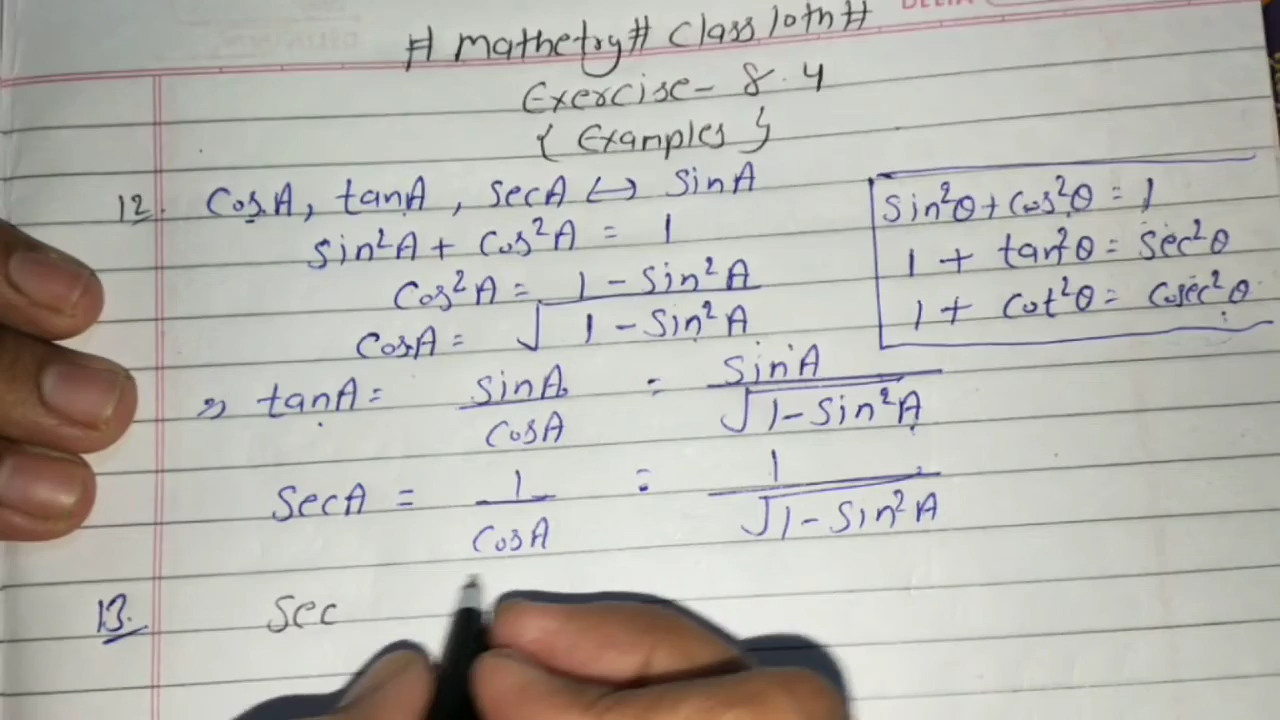 DELTA
# Mathetry # Class 10th #
Exercise - 8.4
{ Examples }
12. CosA, tanA, SecA ↔ SinA
Sin²A + Cos²A = 1
Cos²A = 1 - Sin²A
CosA = √1 - Sin²A
⇒ tanA = SinA/CosA = SinA/√1 - Sin²A
SecA = 1/CosA = 1/√1 - Sin²A
13. Sec
Sin²θ + Cos²θ = 1
1 + tan²θ = Sec²θ
1 + Cot²θ = Cosec²θ